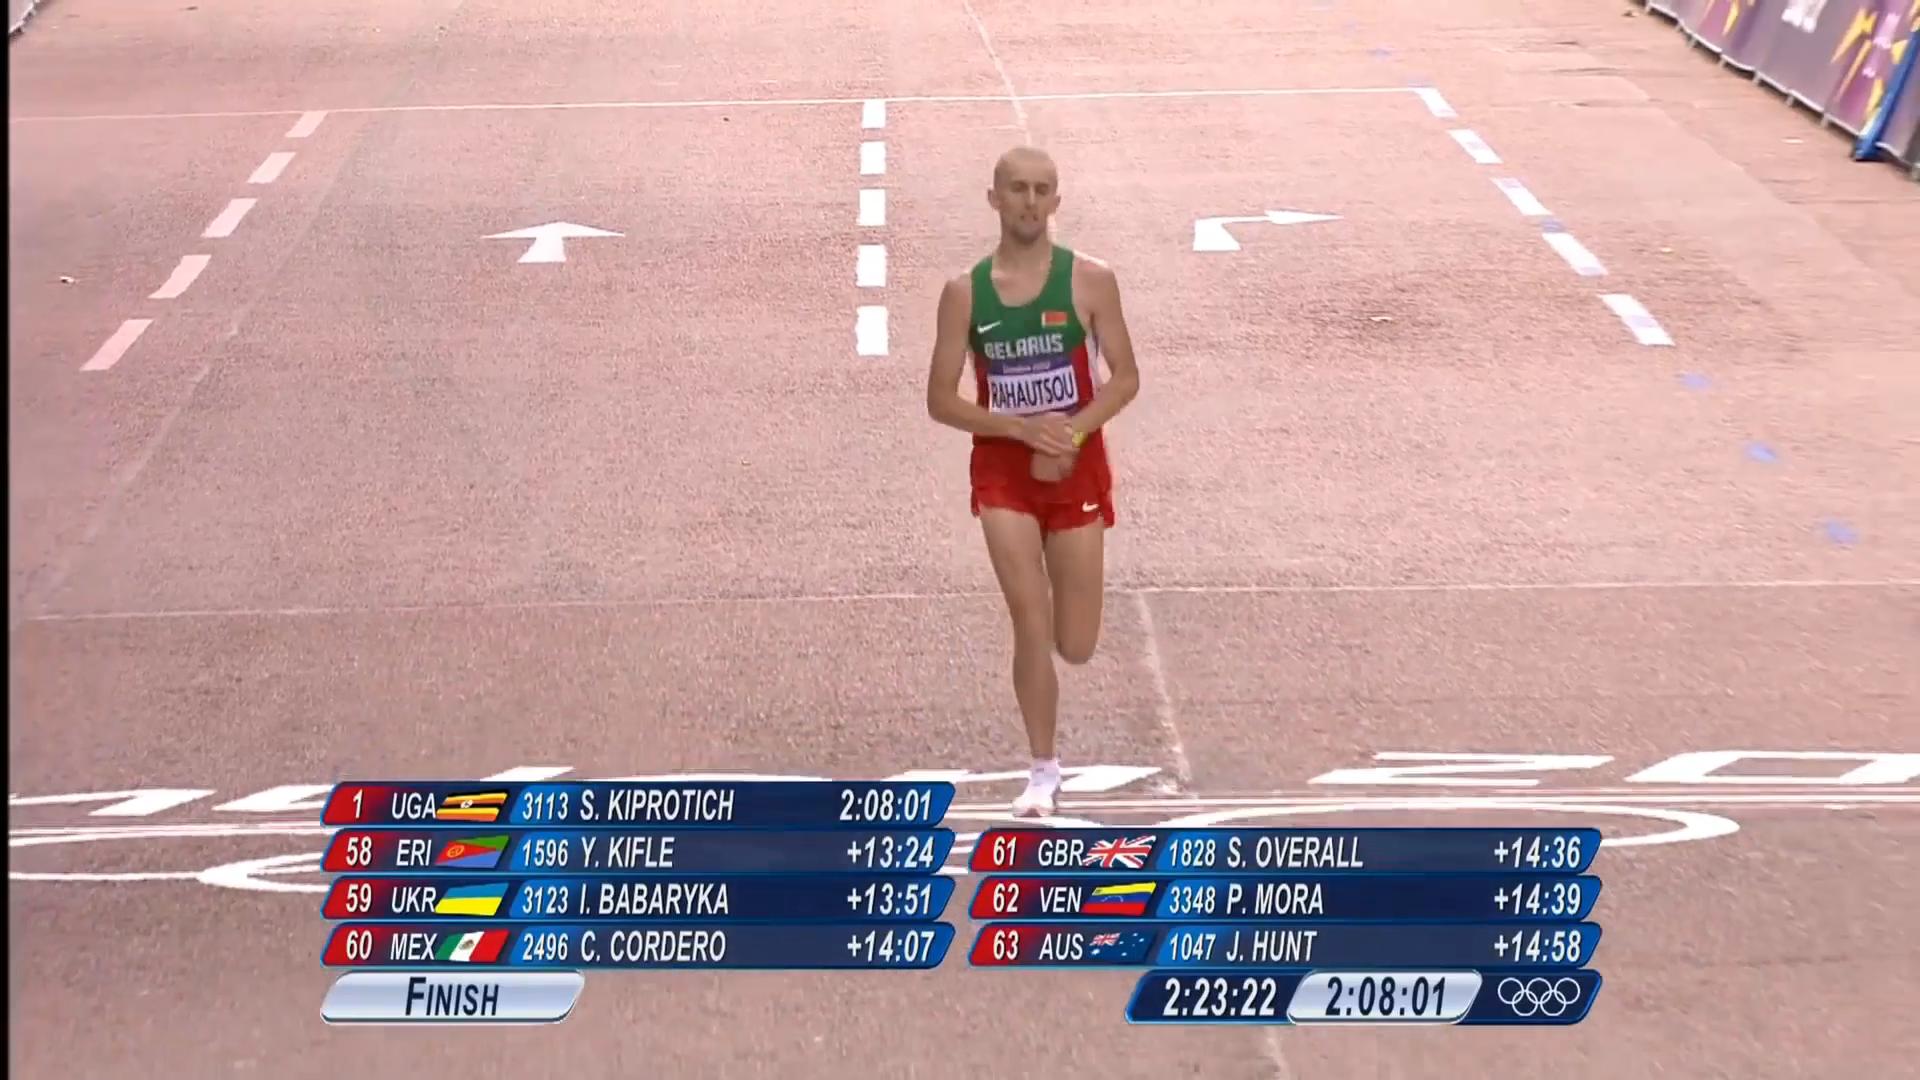 BELARUS
London 2012
RAHAUTSOU
1 UGA 3113 S. KIPROTICH 2:08:01
58 ERI 1596 Y. KIFLE +13:24
59 UKR 3123 I. BABARYKA +13:51
60 MEX 2496 C. CORDERO +14:07
61 GBR 1828 S. OVERALL +14:36
62 VEN 3348 P. MORA +14:39
63 AUS 1047 J. HUNT +14:58
FINISH
2:23:22 2:08:01